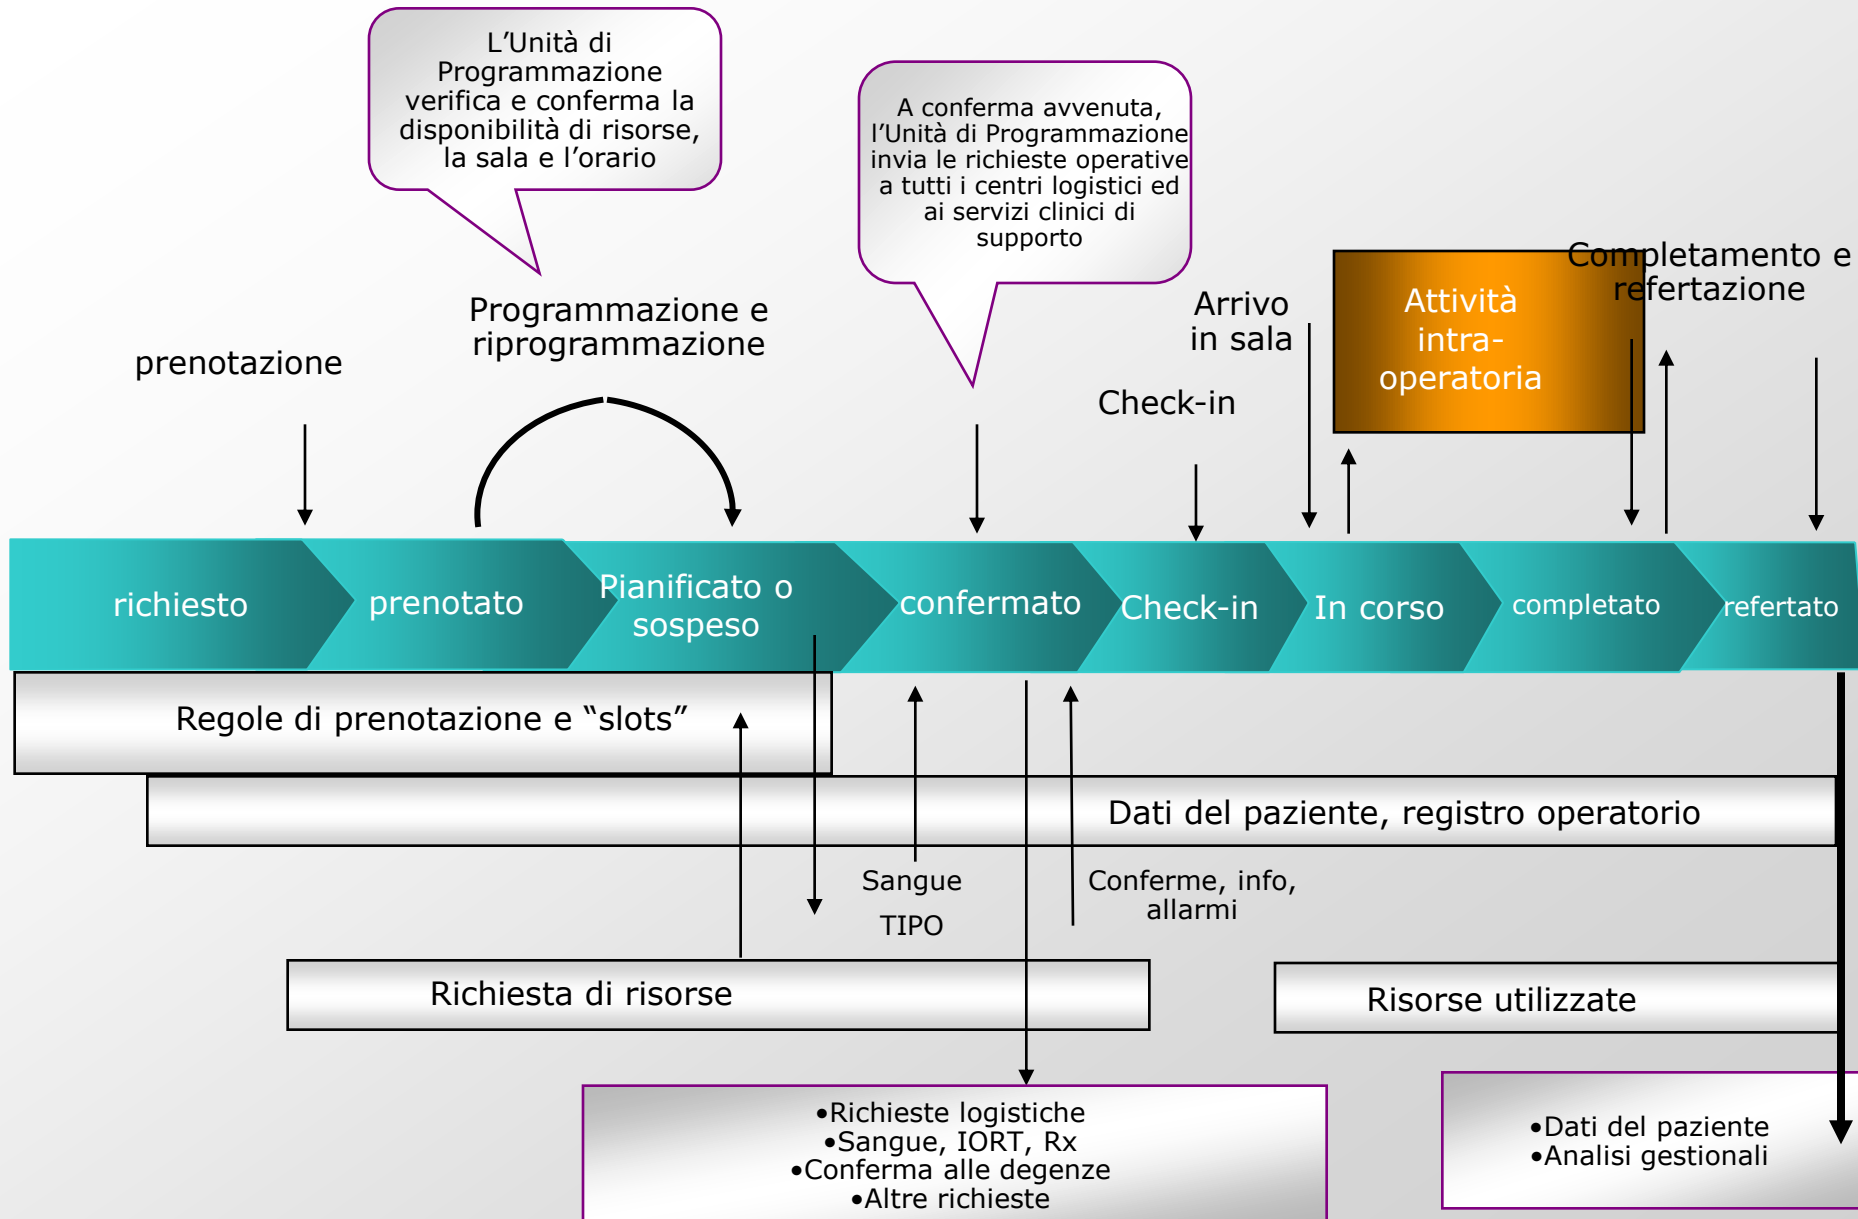 L’Unità di
Programmazione
verifica e conferma la
disponibilità di risorse,
la sala e l’orario
A conferma avvenuta,
l’Unità di Programmazione
invia le richieste operative
a tutti i centri logistici ed
ai servizi clinici di
supporto
prenotazione
Programmazione e
riprogrammazione
Check-in
Arrivo
in sala
Attività
intra-
operatoria
Completamento e
refertazione
richiesto
prenotato
Pianificato o
sospeso
confermato
Check-in
In corso
completato
refertato
Regole di prenotazione e “slots”
Dati del paziente, registro operatorio
Sangue
TIPO
Conferme, info,
allarmi
Richiesta di risorse
Risorse utilizzate
•Richieste logistiche
•Sangue, IORT, Rx
•Conferma alle degenze
•Altre richieste
•Dati del paziente
•Analisi gestionali